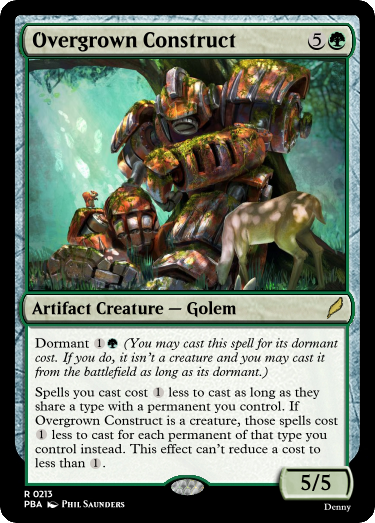 Overgrown Construct 5
Artifact Creature — Golem
Dormant 1 (You may cast this spell for its dormant
cost. If you do, it isn't a creature and you may cast it
from the battlefield as long as its dormant.)
Spells you cast cost 1 less to cast as long as they
share a type with a permanent you control. If
Overgrown Construct is a creature, those spells cost
1 less to cast for each permanent of that type you
control instead. This effect can't reduce a cost to
less than 1.
5/5
R 0213
PBA PHIL SAUNDERS
Denny